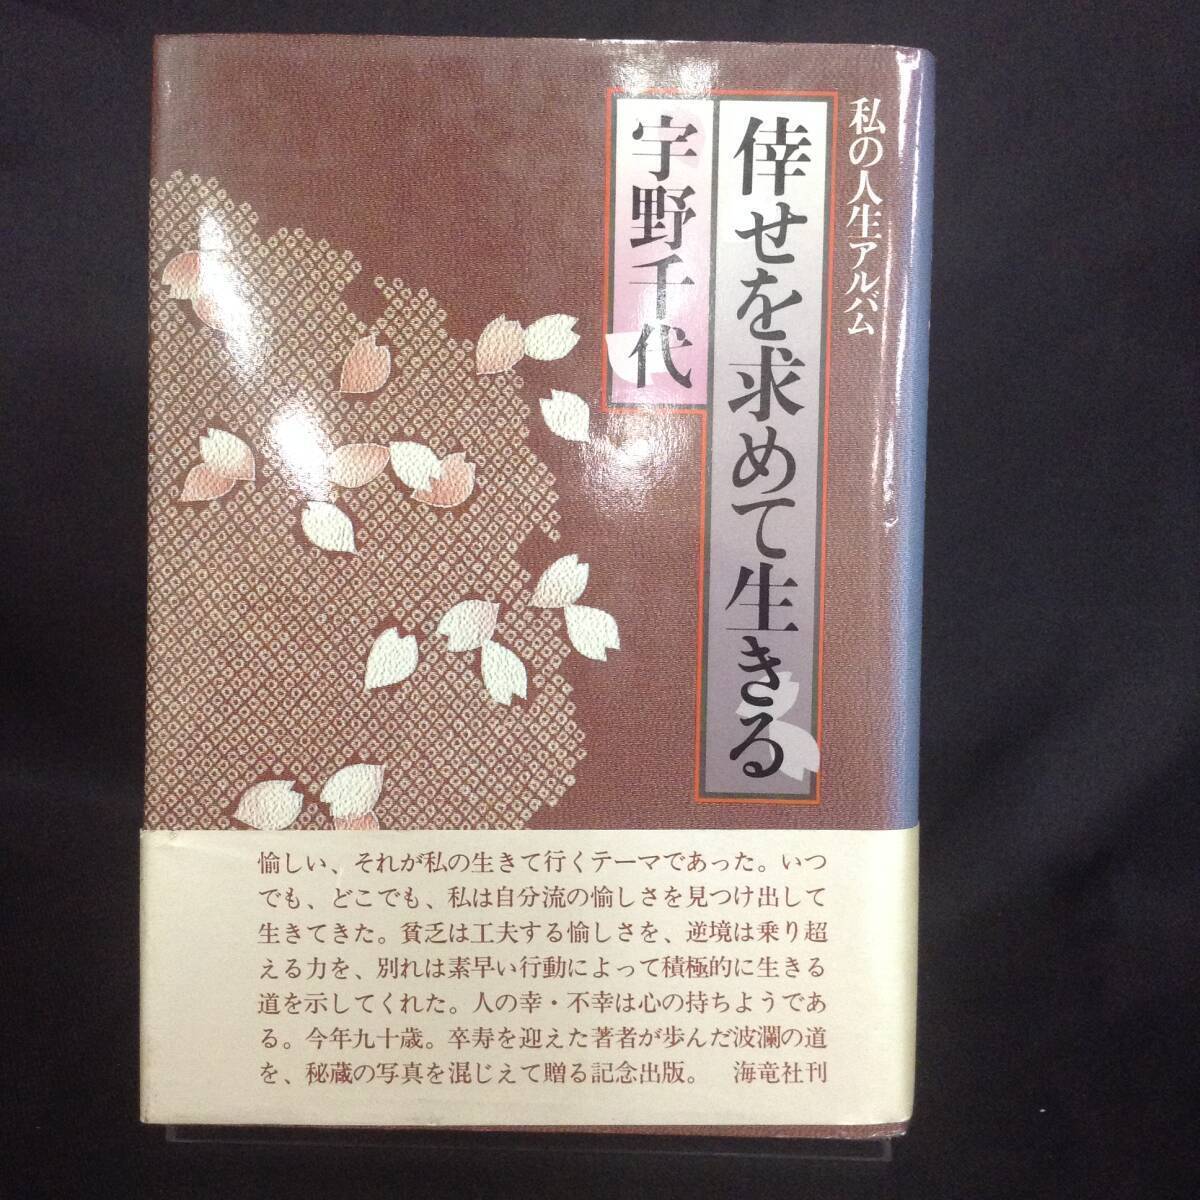 私の人生アルバム
倖せを求めて生きる
宇野千代
愉しい、それが私の生きて行くテーマであった。いつ
でも、どこでも、私は自分流の愉しさを見つけ出して
生きてきた。貧乏は工夫する愉しさを、逆境は乗り超
える力を、別れは素早い行動によって積極的に生きる
道を示してくれた。人の幸・不幸は心の持ちようであ
る。今年九十歳。卒寿を迎えた著者が歩んだ波瀾の道
を、秘蔵の写真を混じえて贈る記念出版。 海竜社刊